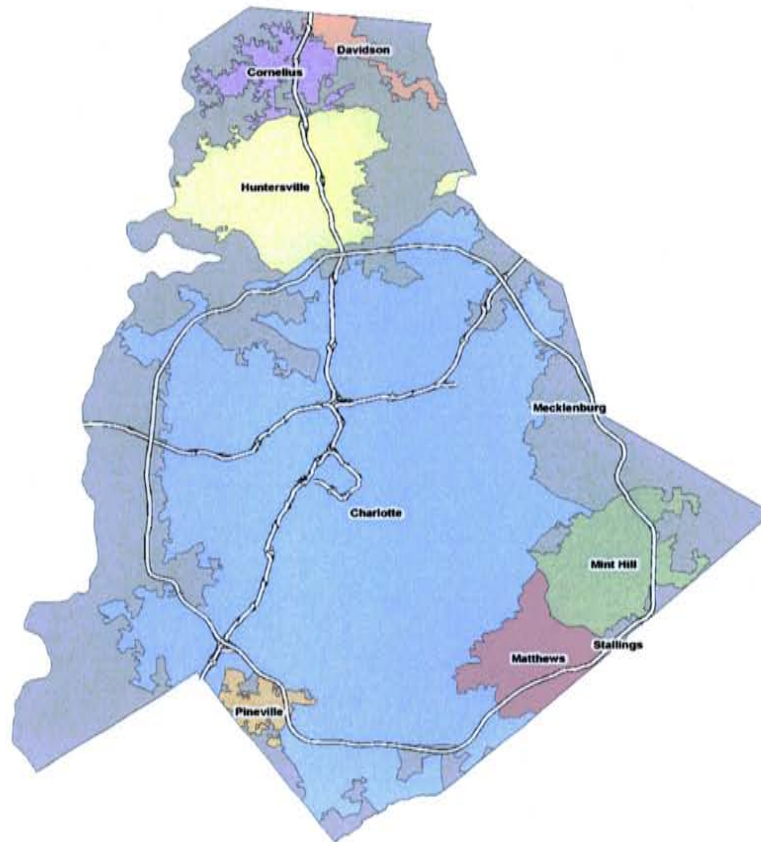 Davidson
Cornelius
Huntersville
Mecklenburg
Charlotte
Mint Hill
Stallings
Matthews
Pineville